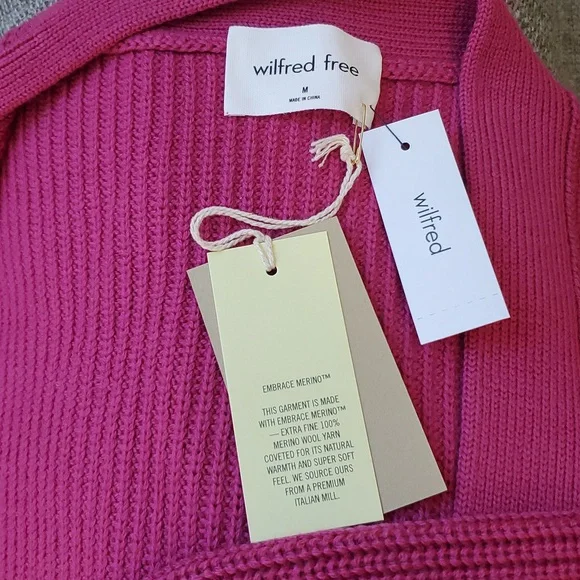 wilfred free
M
MADE IN CHINA
wilfred
EMBRACE MERINO™
THIS GARMENT IS MADE
WITH EMBRACE MERINO™
— EXTRA FINE 100%
MERINO WOOL YARN
COVETED FOR ITS NATURAL
WARMTH AND SUPER SOFT
FEEL. WE SOURCE OURS
FROM A PREMIUM
ITALIAN MILL.